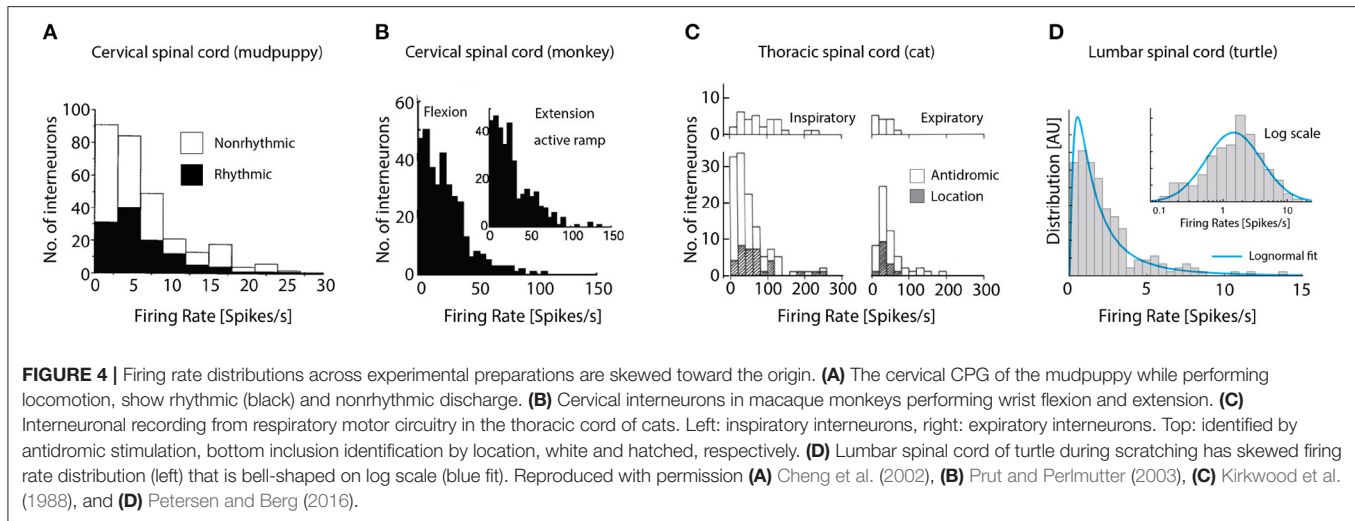 A
Cervical spinal cord (mudpuppy)
100
80
60
40
20
0
No. of interneurons
Nonrhythmic
Rhythmic
0 5 10 15 20 25 30
Firing Rate [Spikes/s]
B
Cervical spinal cord (monkey)
60
40
20
0
No. of interneurons
Flexion
Extension
active ramp
40
20
0
0 50 100 150
0 50 100 150
Firing Rate [Spikes/s]
C
Thoracic spinal cord (cat)
10
5
0
Inspiratory
Expiratory
30
20
10
0
No. of interneurons
Antidromic
Location
0 100 200 300
0 100 200 300
Firing Rate [Spikes/s]
D
Lumbar spinal cord (turtle)
Distribution [AU]
Log scale
0.1 1 10
Firing Rates [Spikes/s]
Lognormal fit
0 5 10 15
Firing Rate [Spikes/s]
FIGURE 4 | Firing rate distributions across experimental preparations are skewed toward the origin. (A) The cervical CPG of the mudpuppy while performing
locomotion, show rhythmic (black) and nonrhythmic discharge. (B) Cervical interneurons in macaque monkeys performing wrist flexion and extension. (C)
Interneuronal recording from respiratory motor circuitry in the thoracic cord of cats. Left: inspiratory interneurons, right: expiratory interneurons. Top: identified by
antidromic stimulation, bottom inclusion identification by location, white and hatched, respectively. (D) Lumbar spinal cord of turtle during scratching has skewed firing
rate distribution (left) that is bell-shaped on log scale (blue fit). Reproduced with permission (A) Cheng et al. (2002), (B) Prut and Perlmutter (2003), (C) Kirkwood et al.
(1988), and (D) Petersen and Berg (2016).